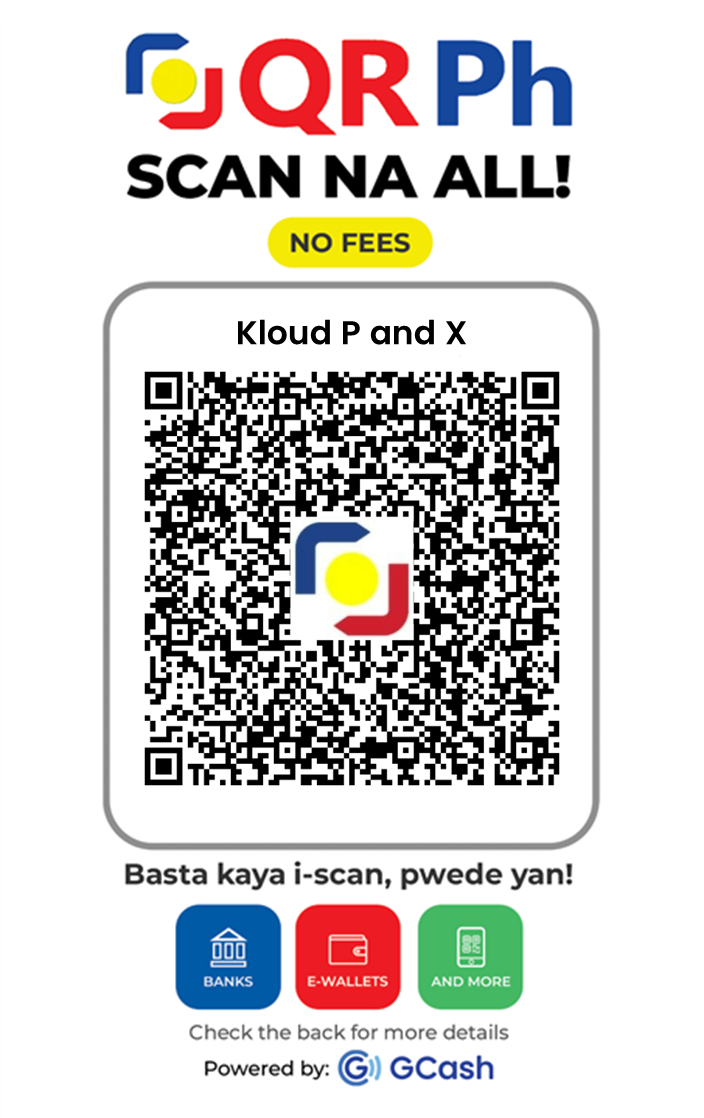 QR Ph
SCAN NA ALL!
NO FEES
Kloud P and X
Basta kaya i-scan, pwede yan!
BANKS
E-WALLETS
AND MORE
Check the back for more details
Powered by: G GCash